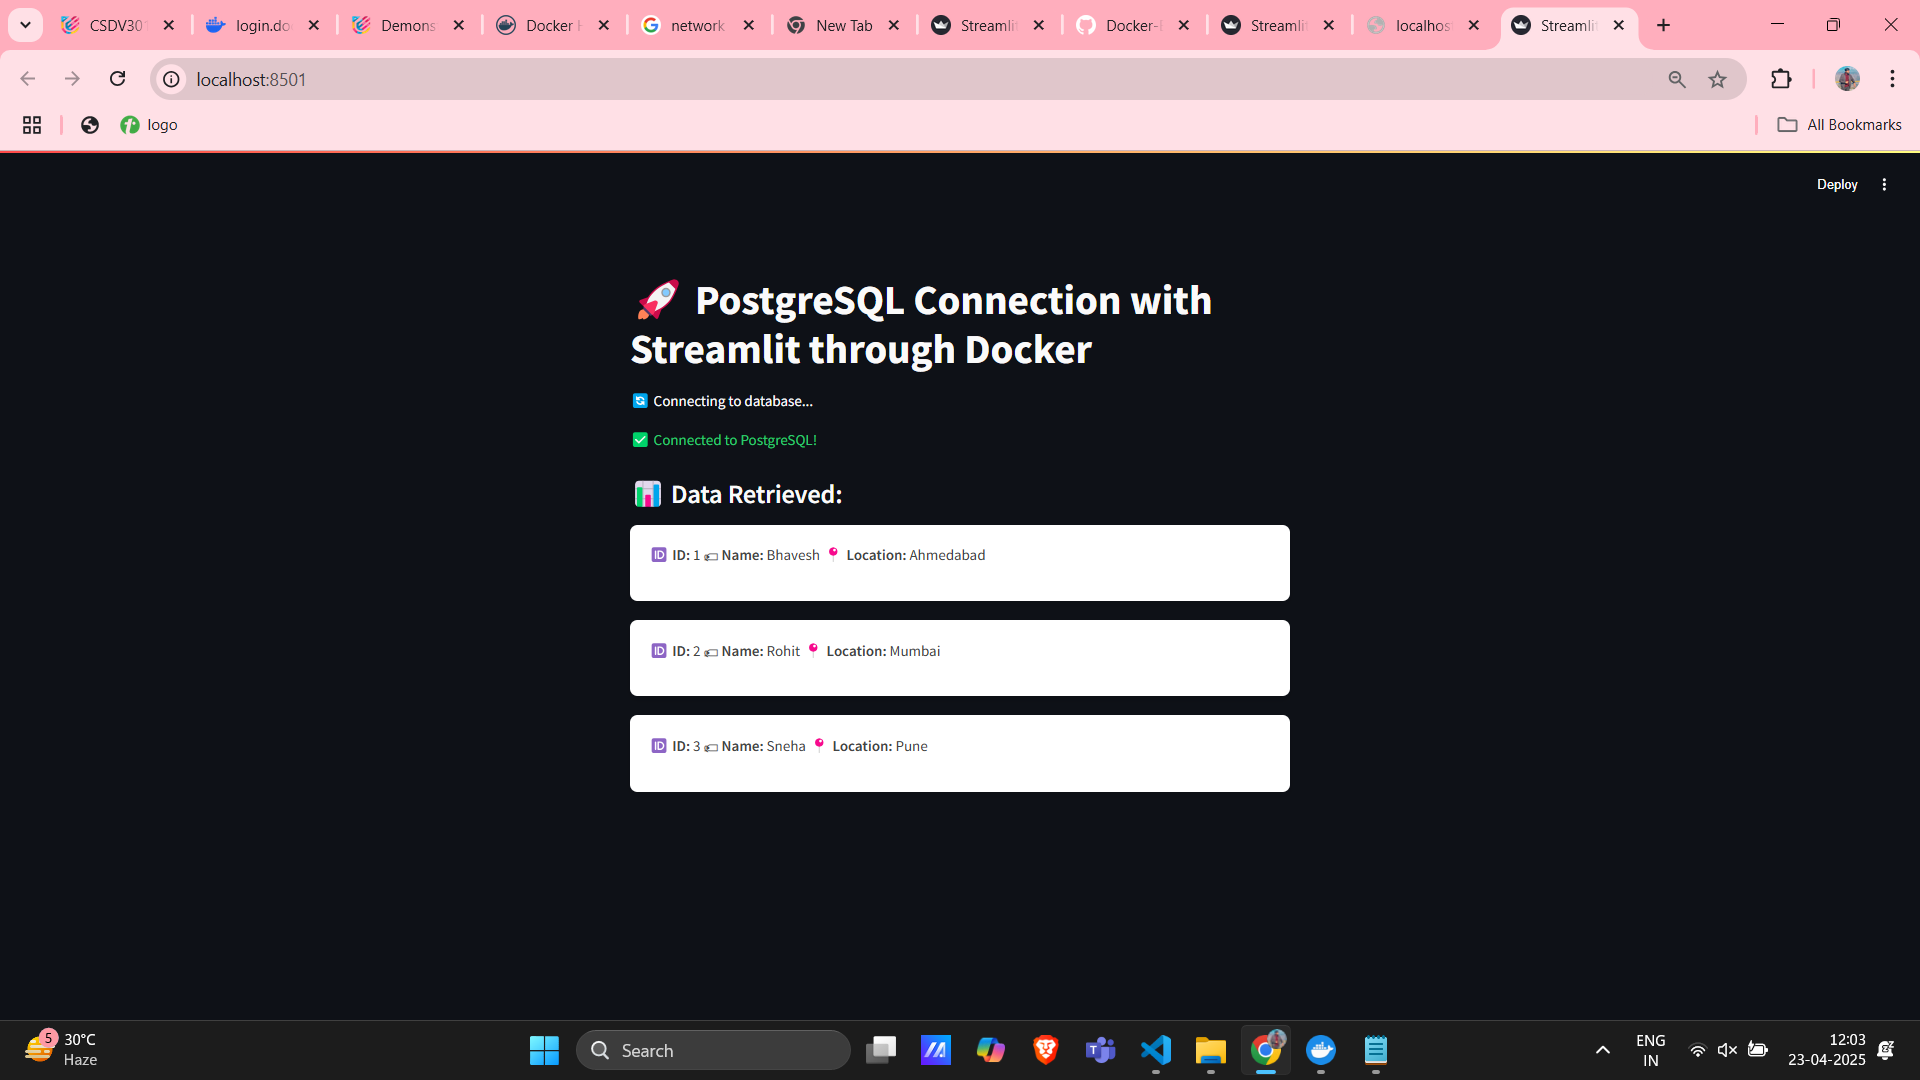 CSDV301
login.do
Demons
Docker H
network
New Tab
Streamlit
Docker-E
Streamlit
localhost
Streamlit
localhost:8501
logo
All Bookmarks
Deploy
🚀 PostgreSQL Connection with
Streamlit through Docker
🔄 Connecting to database...
✅ Connected to PostgreSQL!
📊 Data Retrieved:
🆔 ID: 1 🏷 Name: Bhavesh 📍 Location: Ahmedabad
🆔 ID: 2 🏷 Name: Rohit 📍 Location: Mumbai
🆔 ID: 3 🏷 Name: Sneha 📍 Location: Pune
5
30°C
Haze
Search
ENG
IN
12:03
23-04-2025